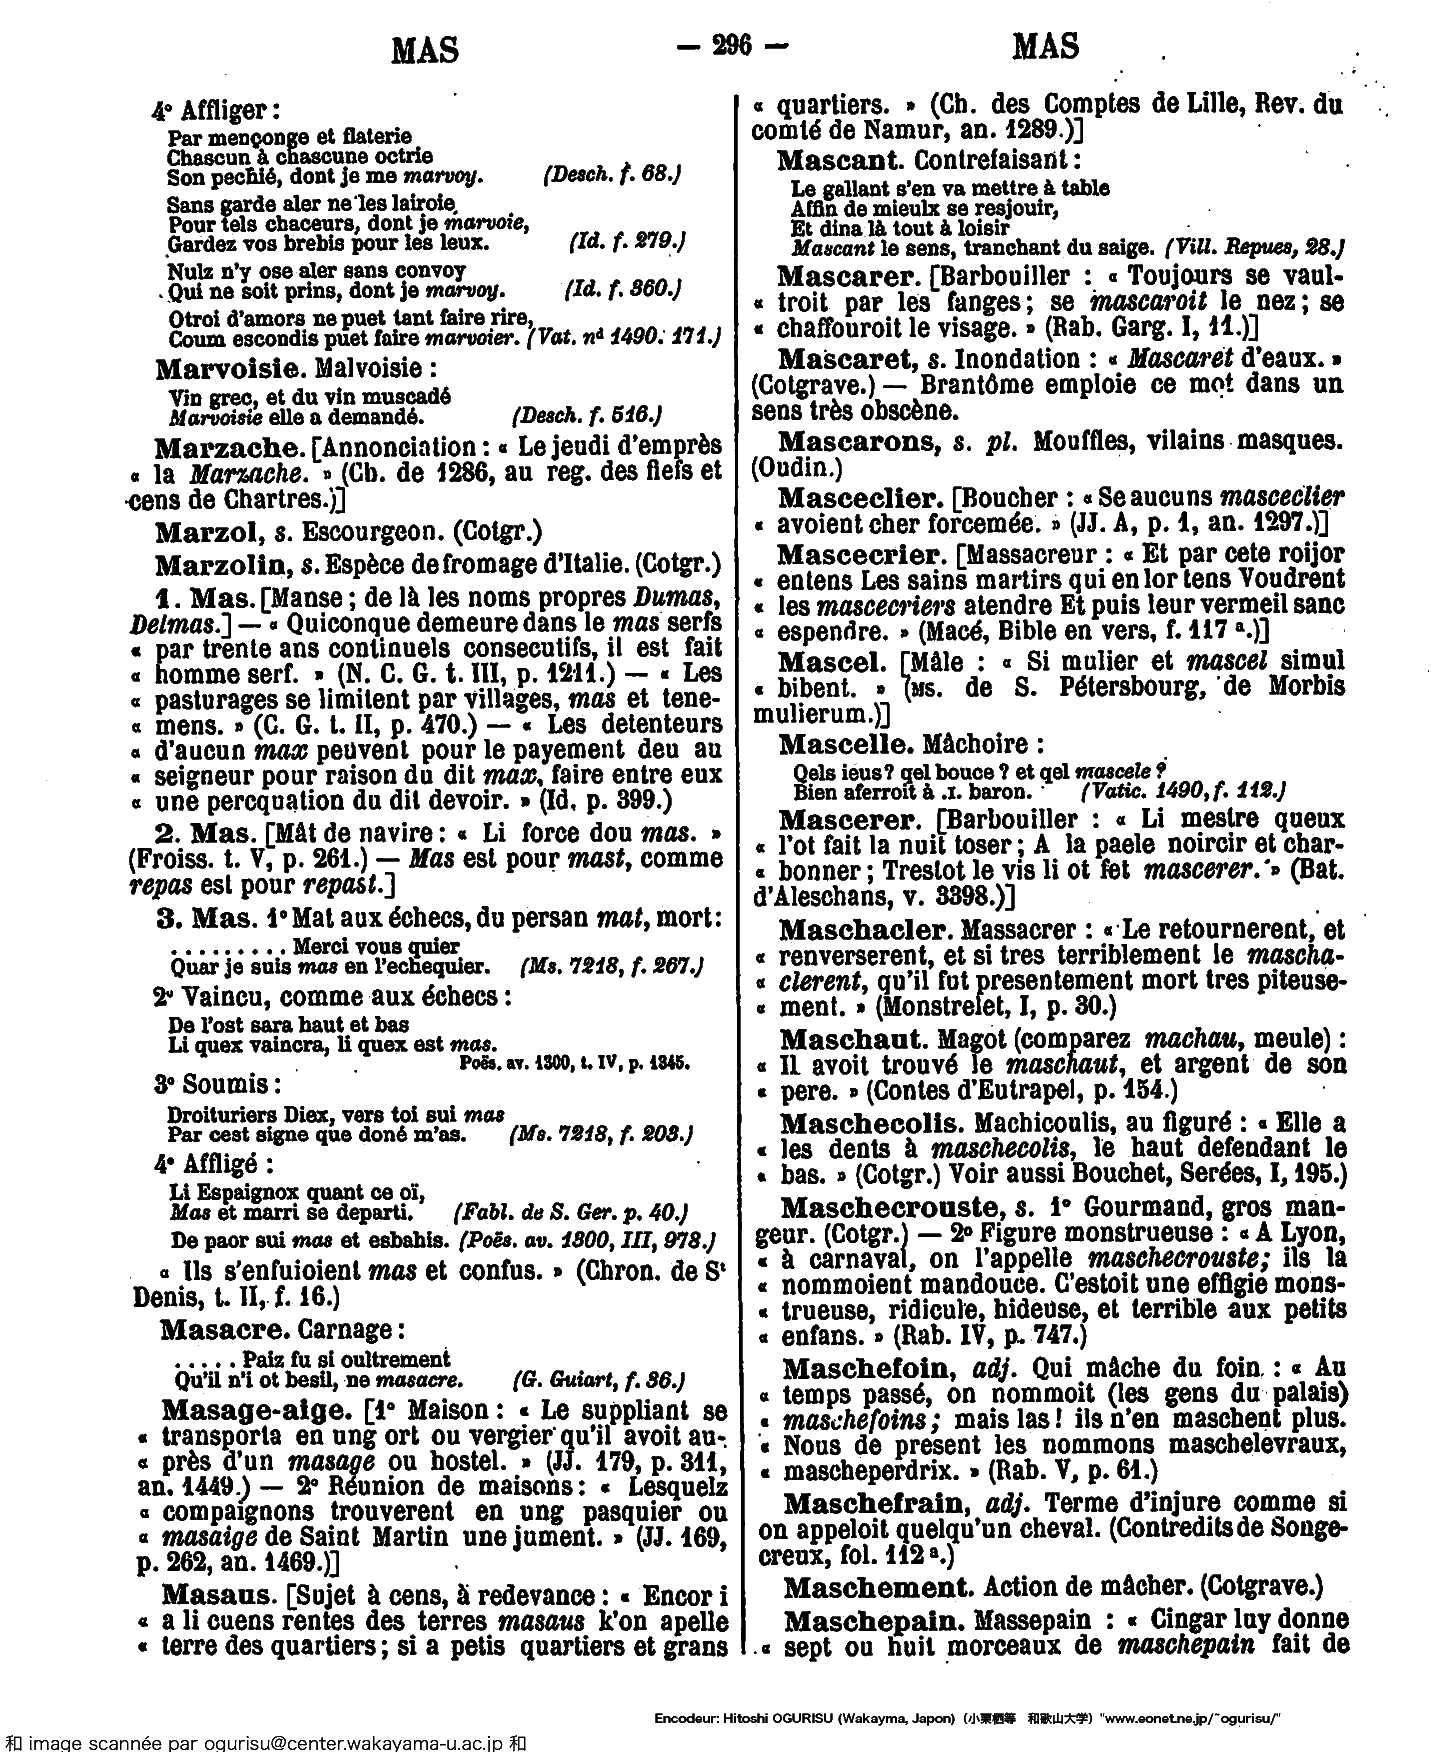 MAS — 296 — MAS
4° Affliger :
Par mençonge et flaterie
Chascun à chascune octrie
Son pechié, dont je me marvoy. (Desch. f. 68.)
Sans garde aler ne les lairoie
Pour tels chaceurs, dont je marvoie,
Gardez vos brebis pour les leux. (Id. f. 279.)
Nulz n'y ose aler sans convoy
Qui ne soit prins, dont je marvoy. (Id. f. 360.)
Otroi d'amors ne puet tant faire rire,
Coum escondis puet faire marvoier. (Vat. nd 1490. 171.)
Marvoisie. Malvoisie :
Vin grec, et du vin muscadé
Marvoisie elle a demandé. (Desch. f. 516.)
Marzache. [Annonciation : « Le jeudi d'emprès
« la Marzache. » (Ch. de 1286, au reg. des fiefs et
cens de Chartres.)]
Marzol, s. Escourgeon. (Cotgr.)
Marzolin, s. Espèce de fromage d'Italie. (Cotgr.)
1. Mas. [Manse ; de là les noms propres Dumas,
Delmas.] — « Quiconque demeure dans le mas serfs
« par trente ans continuels consecutifs, il est fait
« homme serf. » (N. C. G. t. III, p. 1211.) — « Les
« pasturages se limitent par villages, mas et tene-
« mens. » (C. G. t. II, p. 470.) — « Les detenteurs
« d'aucun max peuvent pour le payement deu au
« seigneur pour raison du dit max, faire entre eux
« une percquation du dit devoir. » (Id. p. 399.)
2. Mas. [Mât de navire : « Li force dou mas. »
(Froiss. t. V, p. 261.) — Mas est pour mast, comme
repas est pour repast.]
3. Mas. 1° Mat aux échecs, du persan mat, mort :
. . . . . . . . . Merci vous quier
Quar je suis mas en l'echequier. (Ms. 7218, f. 267.)
2° Vaincu, comme aux échecs :
De l'ost sara haut et bas
Li quex vaincra, li quex est mas.
Poës. av. 1300, t. IV, p. 1345.
3° Soumis :
Droituriers Diex, vers toi sui mas
Par cest signe que doné m'as. (Ms. 7218, f. 203.)
4° Affligé :
Li Espaignox quant ce oï,
Mas et marri se departi. (Fabl. de S. Ger. p. 40.)
De paor sui mas et esbahis. (Poës. av. 1300, III, 978.)
« Ils s'enfuioient mas et confus. » (Chron. de St
Denis, t. II, f. 16.)
Masacre. Carnage :
. . . . . Paiz fu si oultrement
Qu'il n'i ot besil, ne masacre. (G. Guiart, f. 36.)
Masage-aige. [1° Maison : « Le suppliant se
« transporta en ung ort ou vergier qu'il avoit au-
« près d'un masage ou hostel. » (JJ. 179, p. 311,
an. 1449.) — 2° Réunion de maisons : « Lesquelz
« compaignons trouverent en ung pasquier ou
« masaige de Saint Martin une jument. » (JJ. 169,
p. 262, an. 1469.)]
Masaus. [Sujet à cens, à redevance : « Encor i
« a li cuens rentes des terres masaus k'on apelle
« terre des quartiers ; si a petis quartiers et grans
« quartiers. » (Ch. des Comptes de Lille, Rev. du
comté de Namur, an. 1289.)]
Mascant. Contrefaisant :
Le gallant s'en va mettre à table
Affin de mieulx se resjouir,
Et dina là tout à loisir
Mascant le sens, tranchant du saige. (Vill. Repues, 28.)
Mascarer. [Barbouiller : « Toujours se vaul-
« troit par les fanges ; se mascaroit le nez ; se
« chaffouroit le visage. » (Rab. Garg. I, 11.)]
Mascaret, s. Inondation : « Mascaret d'eaux. »
(Cotgrave.) — Brantôme emploie ce mot dans un
sens très obscène.
Mascarons, s. pl. Mouffles, vilains masques.
(Oudin.)
Masceclier. [Boucher : « Se aucuns masceclier
« avoient cher forcemée. » (JJ. A, p. 1, an. 1297.)]
Mascecrier. [Massacreur : « Et par cete roijor
« entens Les sains martirs qui en lor tens Voudrent
« les mascecriers atendre Et puis leur vermeil sanc
« espendre. » (Macé, Bible en vers, f. 117 a.)]
Mascel. [Mâle : « Si mulier et mascel simul
« bibent. » (MS. de S. Pétersbourg, de Morbis
mulierum.)]
Mascelle. Mâchoire :
Qels ieus ? qel bouce ? et qel mascele ?
Bien aferroit à .I. baron. (Vatic. 1490, f. 112.)
Mascerer. [Barbouiller : « Li mestre queux
« l'ot fait la nuit toser ; A la paele noircir et char-
« bonner ; Trestot le vis li ot fet mascerer. » (Bat.
d'Aleschans, v. 3398.)]
Maschacler. Massacrer : « Le retournerent, et
« renverserent, et si tres terriblement le mascha-
« clerent, qu'il fut presentement mort tres piteuse-
« ment. » (Monstrelet, I, p. 30.)
Maschaut. Magot (comparez machau, meule) :
« Il avoit trouvé le maschaut, et argent de son
« pere. » (Contes d'Eutrapel, p. 154.)
Maschecolis. Machicoulis, au figuré : « Elle a
« les dents à maschecolis, le haut defendant le
« bas. » (Cotgr.) Voir aussi Bouchet, Serées, I, 195.)
Maschecrouste, s. 1° Gourmand, gros man-
geur. (Cotgr.) — 2° Figure monstrueuse : « A Lyon,
« à carnaval, on l'appelle maschecrouste ; ils la
« nommoient mandouce. C'estoit une effigie mons-
« trueuse, ridicule, hideuse, et terrible aux petits
« enfans. » (Rab. IV, p. 747.)
Maschefoin, adj. Qui mâche du foin : « Au
« temps passé, on nommoit (les gens du palais)
« maschefoins ; mais las ! ils n'en maschent plus.
« Nous de present les nommons maschelevraux,
« mascheperdrix. » (Rab. V, p. 61.)
Maschefrain, adj. Terme d'injure comme si
on appeloit quelqu'un cheval. (Contredits de Songe-
creux, fol. 112 a.)
Maschement. Action de mâcher. (Cotgrave.)
Maschepain. Massepain : « Cingar luy donne
« sept ou huit morceaux de maschepain fait de
Encodeur: Hitoshi OGURISU (Wakayma, Japon) (小栗栖等 和歌山大学) "www.eonet.ne.jp/~ogurisu/"
和 image scannée par ogurisu@center.wakayama-u.ac.jp 和